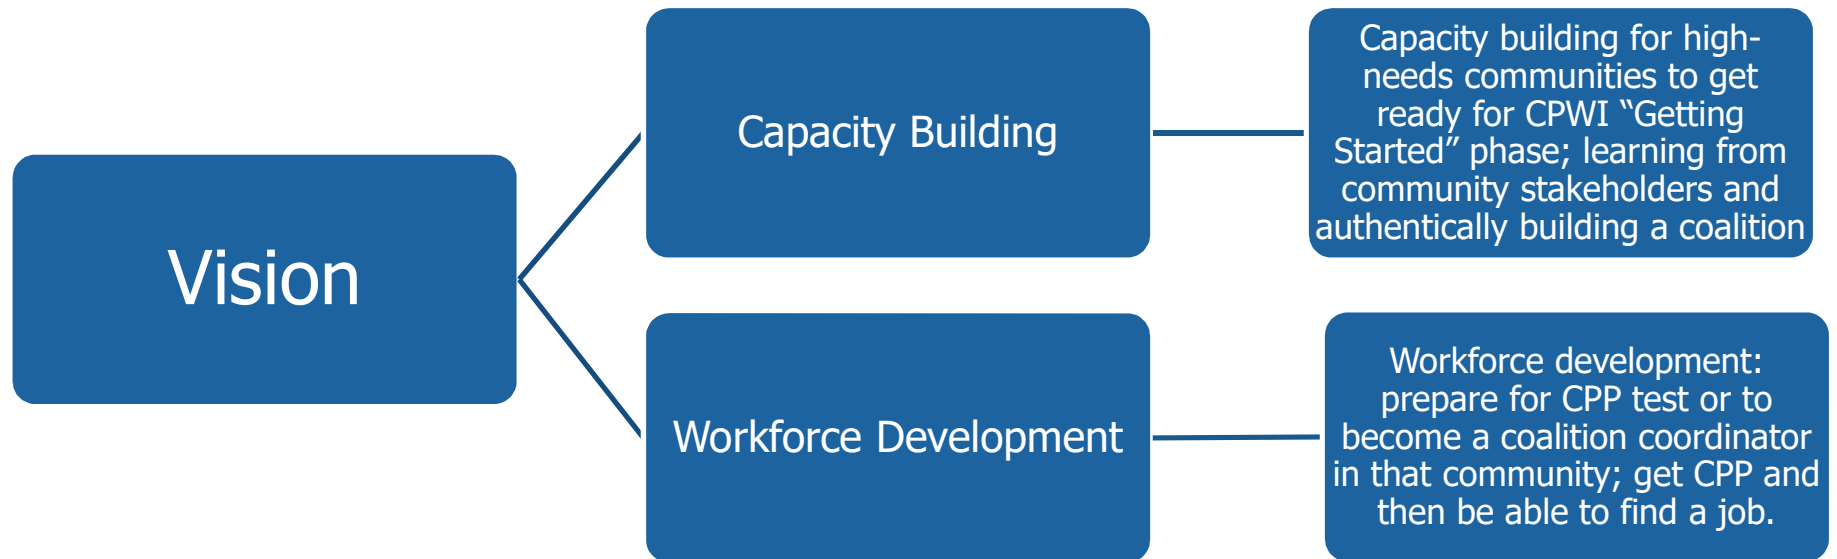 Vision
Capacity Building
Capacity building for high-
needs communities to get
ready for CPWI “Getting
Started” phase; learning from
community stakeholders and
authentically building a coalition
Workforce Development
Workforce development:
prepare for CPP test or to
become a coalition coordinator
in that community; get CPP and
then be able to find a job.